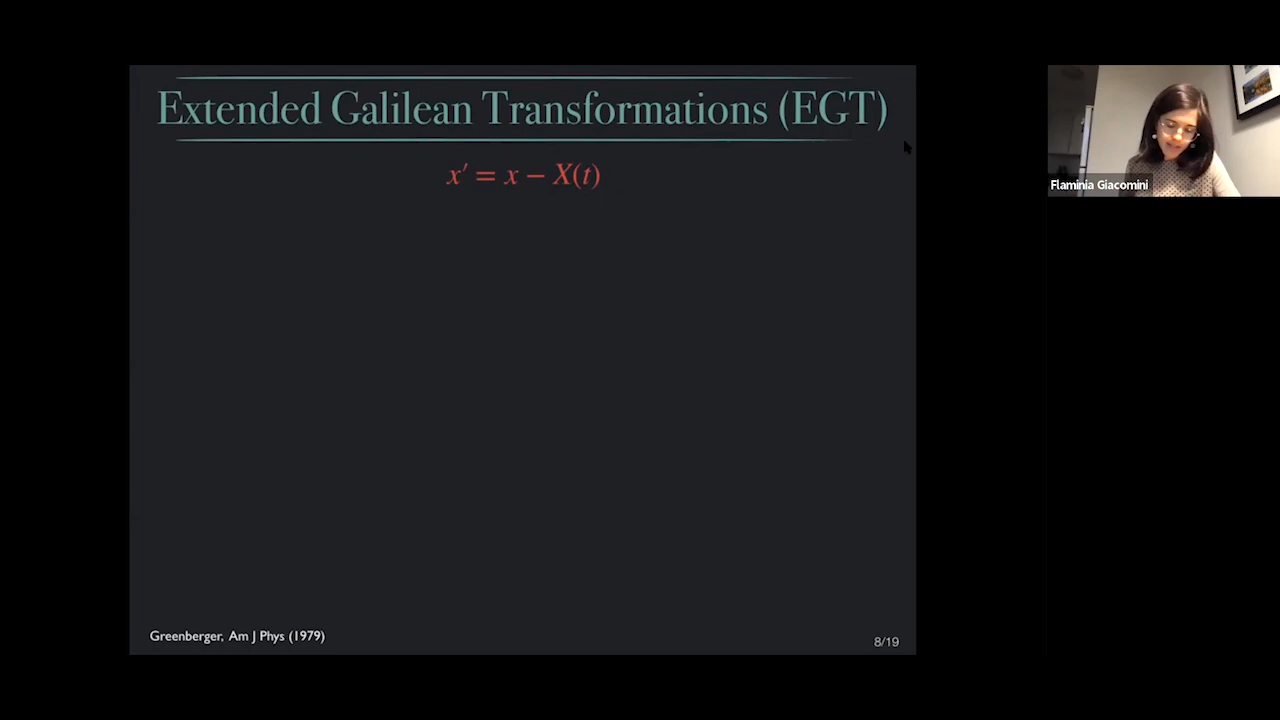 Extended Galilean Transformations (EGT)
x′ = x − X(t)
Flaminia Giacomini
Greenberger, Am J Phys (1979)
8/19